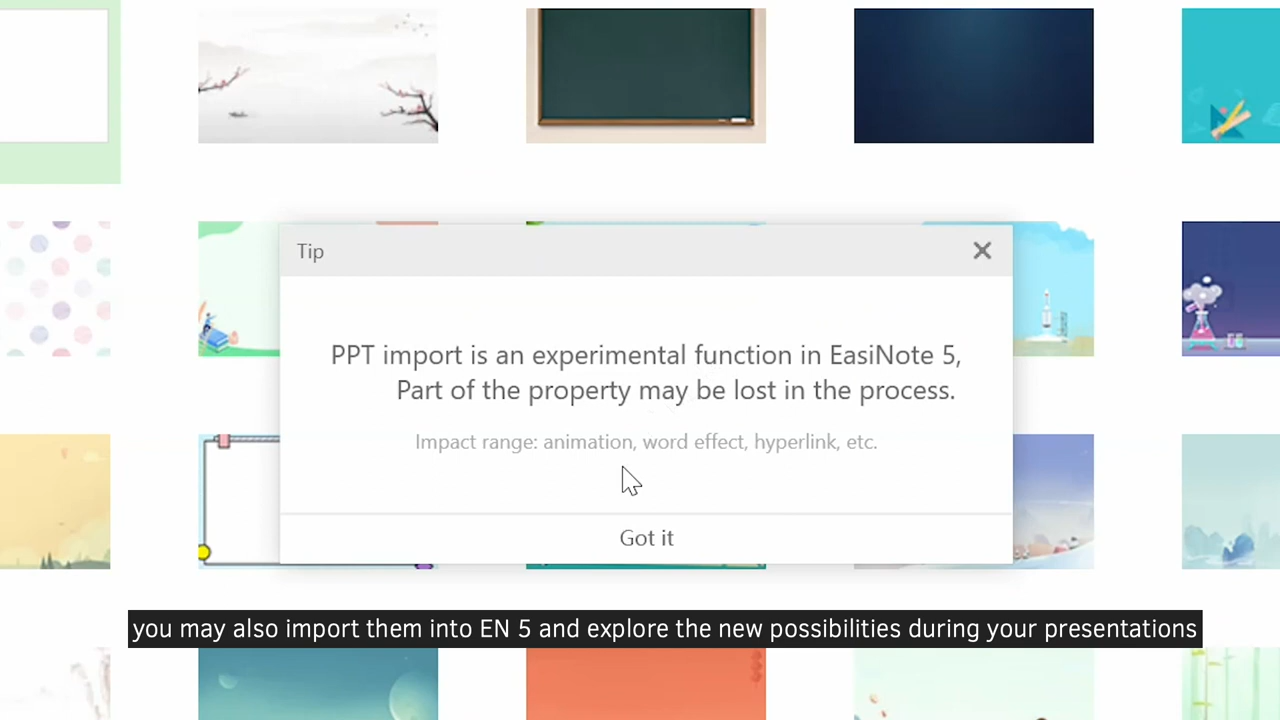 Tip
PPT import is an experimental function in EasiNote 5,
Part of the property may be lost in the process.
Impact range: animation, word effect, hyperlink, etc.
Got it
you may also import them into EN 5 and explore the new possibilities during your presentations